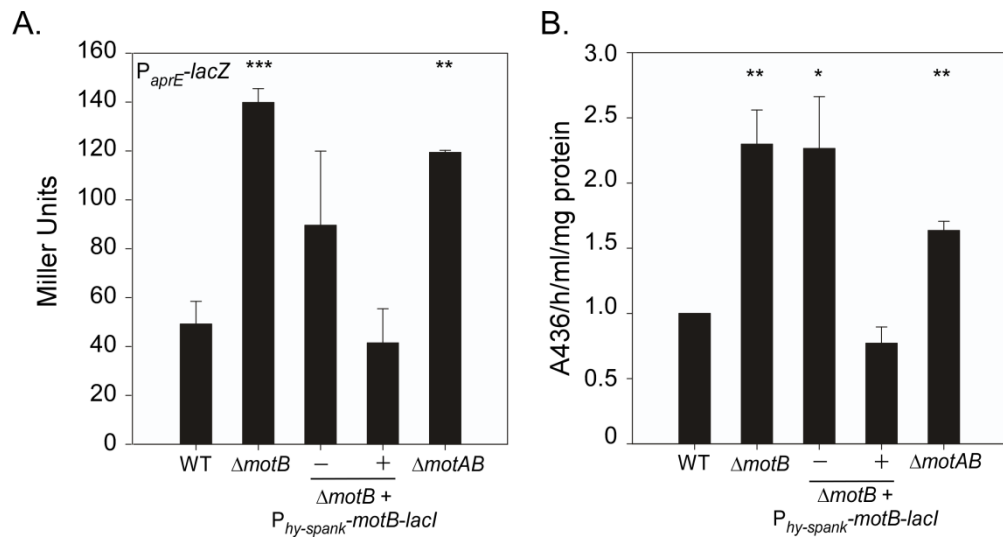 A.
160
140
120
100
80
60
40
20
0
Miller Units
PaprE-lacZ
***
**
WT
ΔmotB
−
+
ΔmotAB
ΔmotB +
Phy-spank-motB-lacI
B.
3.0
2.5
2.0
1.5
1.0
0.5
0
A436/h/ml/mg protein
**
*
**
WT
ΔmotB
−
+
ΔmotAB
ΔmotB +
Phy-spank-motB-lacI